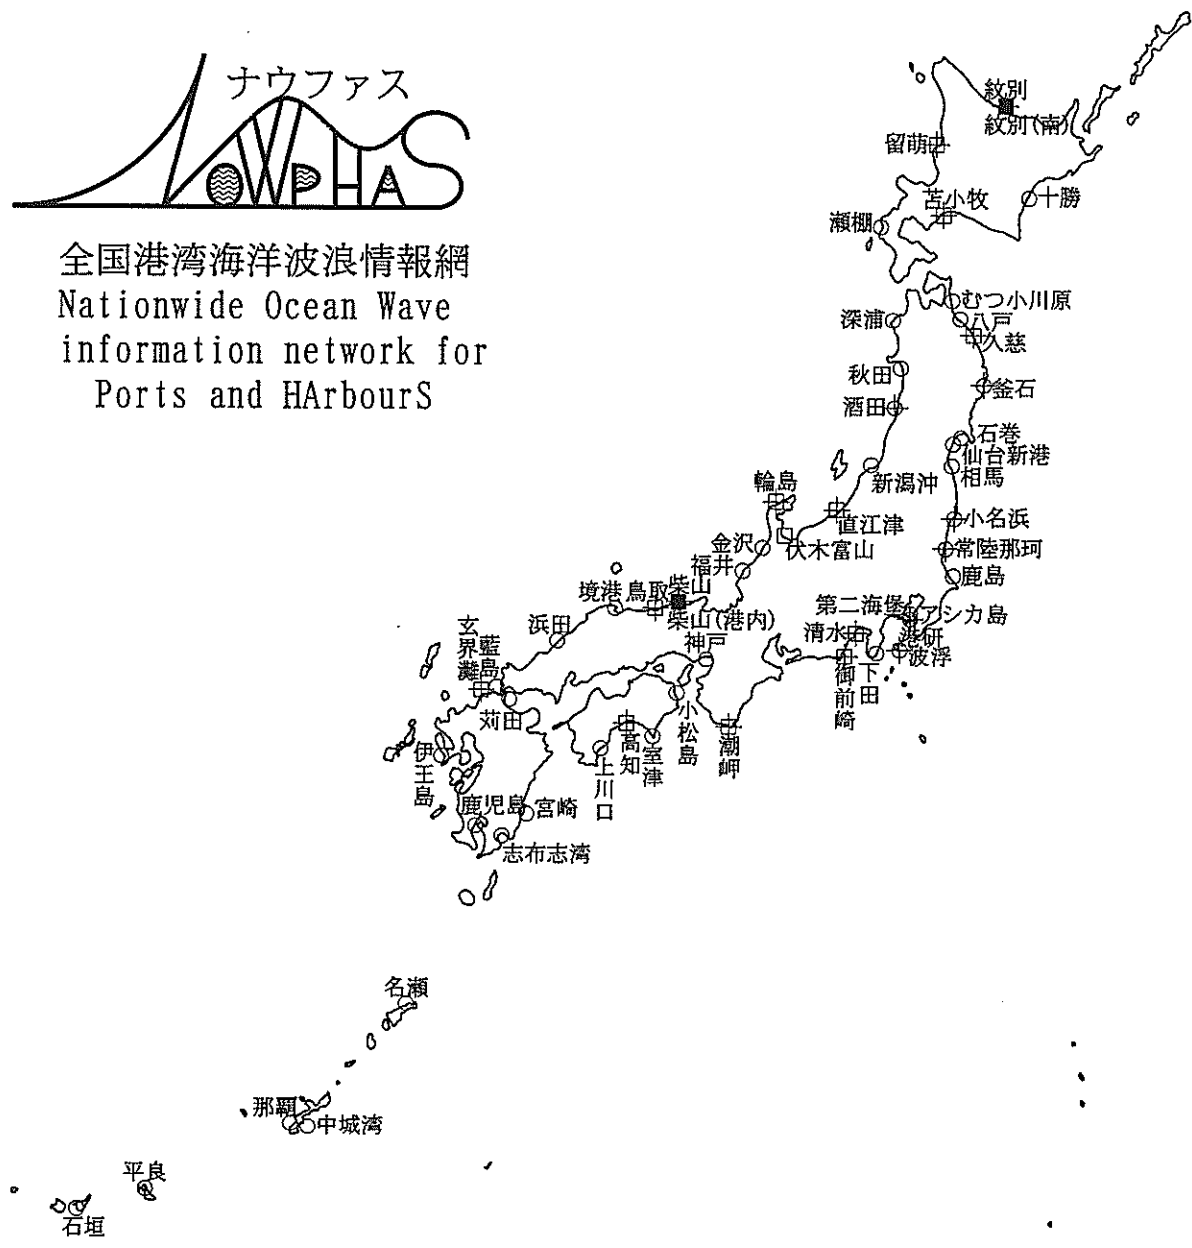 ナウファス
NOWPHAS
全国港湾海洋波浪情報網
Nationwide Ocean Wave
information network for
Ports and HArbourS
紋別
紋別(南)
留萌
苫小牧
十勝
瀬棚
むつ小川原
深浦
八戸
久慈
秋田
釜石
酒田
石巻
仙台新港
相馬
新潟沖
輪島
直江津
小名浜
伏木富山
金沢
常陸那珂
福井
鹿島
境港
鳥取
柴山
柴山(港内)
第二海堡
アシカ島
浜田
神戸
清水
港研
波浮
玄界灘
藍島
下田
御前崎
苅田
小松島
潮岬
高知
室津
上川口
伊王島
鹿児島
宮崎
志布志湾
名瀬
那覇
中城湾
平良
石垣